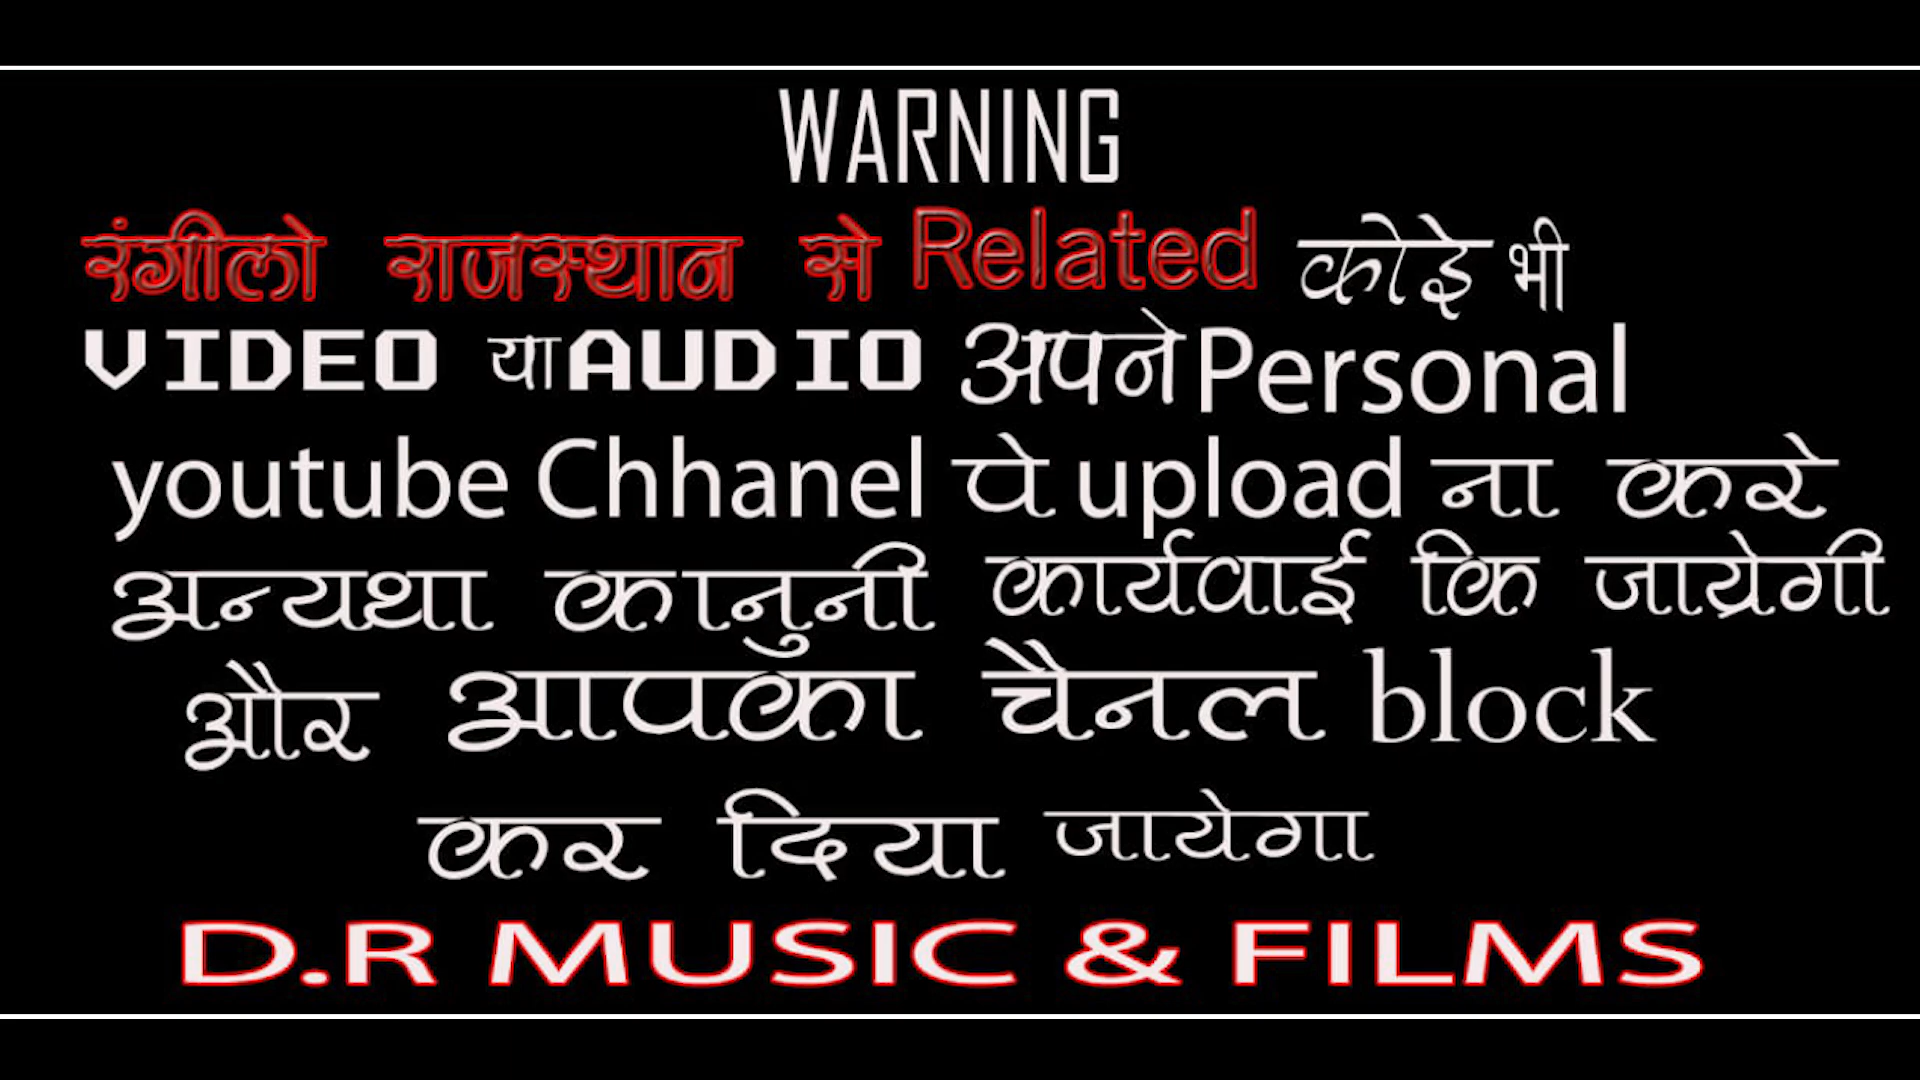 WARNING
रंगीलो राजस्थान से Related कोई भी
VIDEO या AUDIO अपने Personal
youtube Chhanel पे upload ना करे
अन्यथा कानुनी कार्यवाई कि जाय्रेगी
और आपका चैनल block
कर दिया जायेगा
D.R MUSIC & FILMS